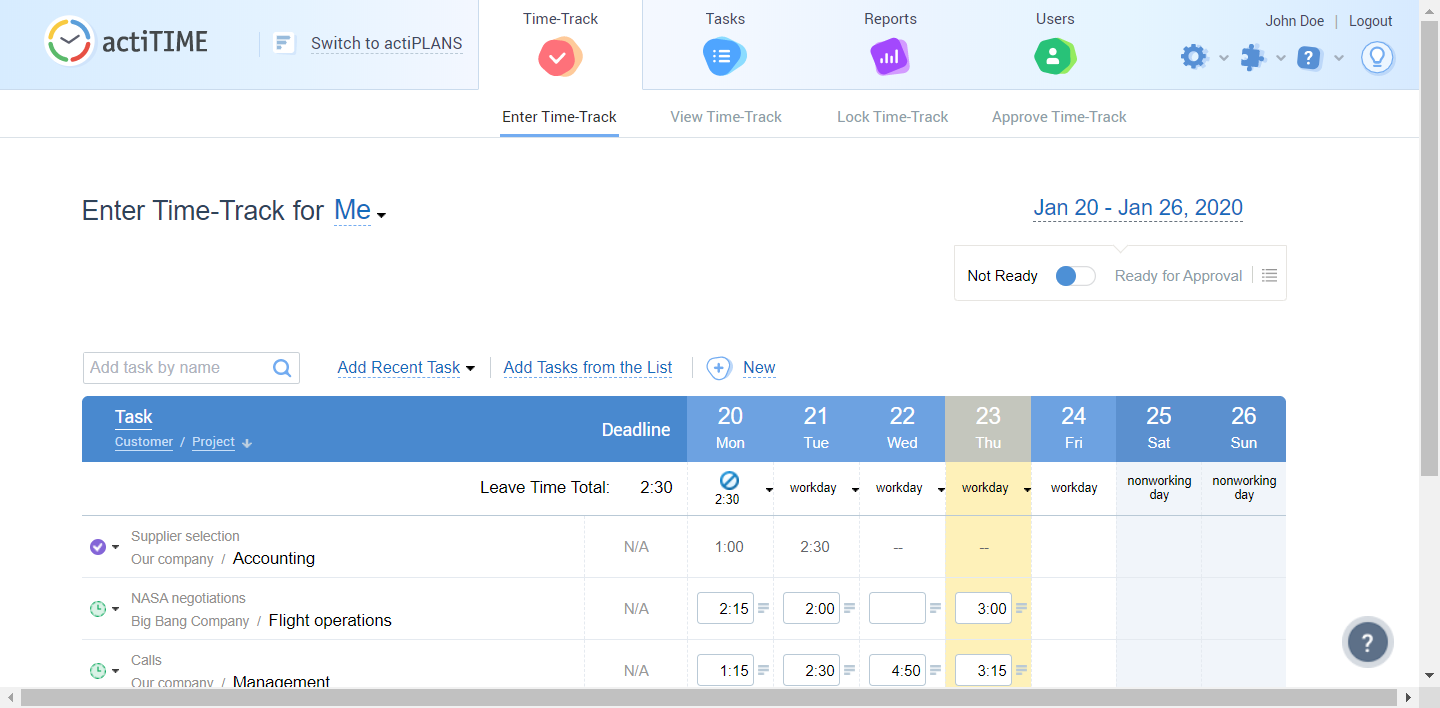 actiTIME
Switch to actiPLANS
Time-Track
Tasks
Reports
Users
John Doe | Logout
?
Enter Time-Track
View Time-Track
Lock Time-Track
Approve Time-Track
Enter Time-Track for Me
Jan 20 - Jan 26, 2020
Not Ready
Ready for Approval
Add task by name
Add Recent Task
Add Tasks from the List
New
Task
Customer / Project
Deadline
20 21 22 23 24 25 26
Mon Tue Wed Thu Fri Sat Sun
Leave Time Total: 2:30
2:30
workday
workday
workday
workday
nonworking
day
nonworking
day
Supplier selection
Our company / Accounting
N/A 1:00 2:30 -- --
NASA negotiations
Big Bang Company / Flight operations
N/A 2:15 2:00 3:00
Calls
Our company / Management
N/A 1:15 2:30 4:50 3:15
?